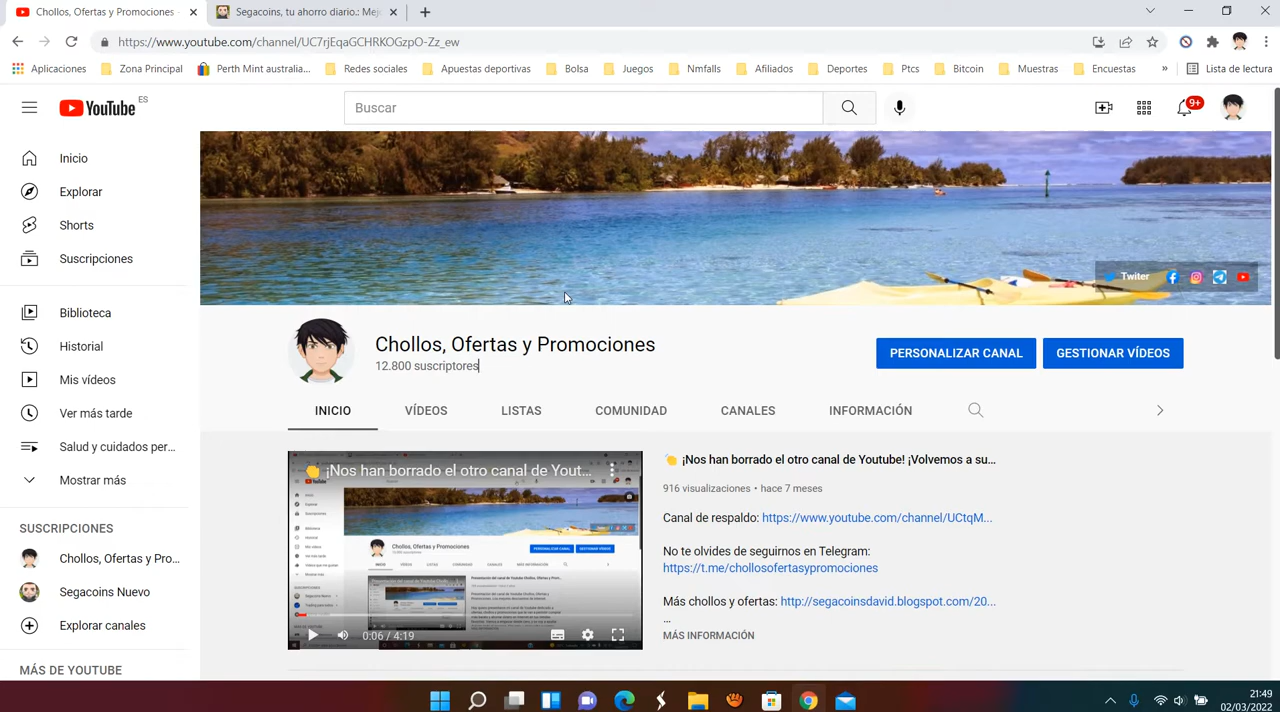 Chollos, Ofertas y Promociones -
Segacoins, tu ahorro diario.: Mej
https://www.youtube.com/channel/UC7rjEqaGCHRKOGzpO-Zz_ew
Aplicaciones Zona Principal Perth Mint australia... Redes sociales Apuestas deportivas Bolsa Juegos Nmfalls Afiliados Deportes Ptcs Bitcoin Muestras Encuestas » Lista de lectura
YouTube ES
Buscar
9+
Inicio
Explorar
Shorts
Suscripciones
Biblioteca
Historial
Mis vídeos
Ver más tarde
Salud y cuidados per...
Mostrar más
SUSCRIPCIONES
Chollos, Ofertas y Pro...
Segacoins Nuevo
Explorar canales
MÁS DE YOUTUBE
Twiter
Chollos, Ofertas y Promociones
12.800 suscriptores
PERSONALIZAR CANAL
GESTIONAR VÍDEOS
INICIO VÍDEOS LISTAS COMUNIDAD CANALES INFORMACIÓN
¡Nos han borrado el otro canal de Yout...
Chollos, Ofertas y Promociones
0:06 / 4:19
¡Nos han borrado el otro canal de Youtube! ¡Volvemos a su...
916 visualizaciones • hace 7 meses
Canal de respaldo: https://www.youtube.com/channel/UCtqM...
No te olvides de seguirnos en Telegram:
https://t.me/chollosofertasypromociones
Más chollos y ofertas: http://segacoinsdavid.blogspot.com/20...
...
MÁS INFORMACIÓN
21:49
02/03/2022